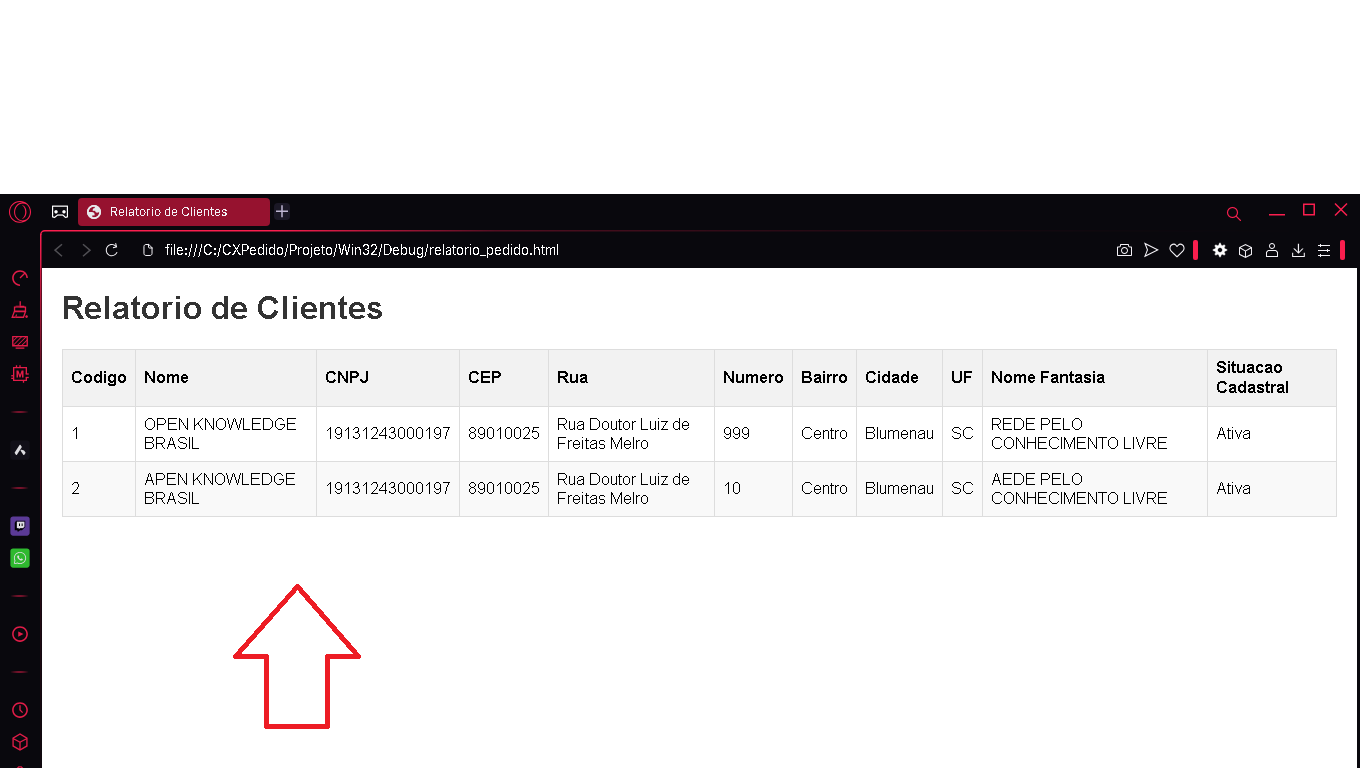 Relatorio de Clientes
file:///C:/CXPedido/Projeto/Win32/Debug/relatorio_pedido.html
Relatorio de Clientes
Codigo Nome CNPJ CEP Rua Numero Bairro Cidade UF Nome Fantasia Situacao Cadastral
1 OPEN KNOWLEDGE BRASIL 19131243000197 89010025 Rua Doutor Luiz de Freitas Melro 999 Centro Blumenau SC REDE PELO CONHECIMENTO LIVRE Ativa
2 APEN KNOWLEDGE BRASIL 19131243000197 89010025 Rua Doutor Luiz de Freitas Melro 10 Centro Blumenau SC AEDE PELO CONHECIMENTO LIVRE Ativa